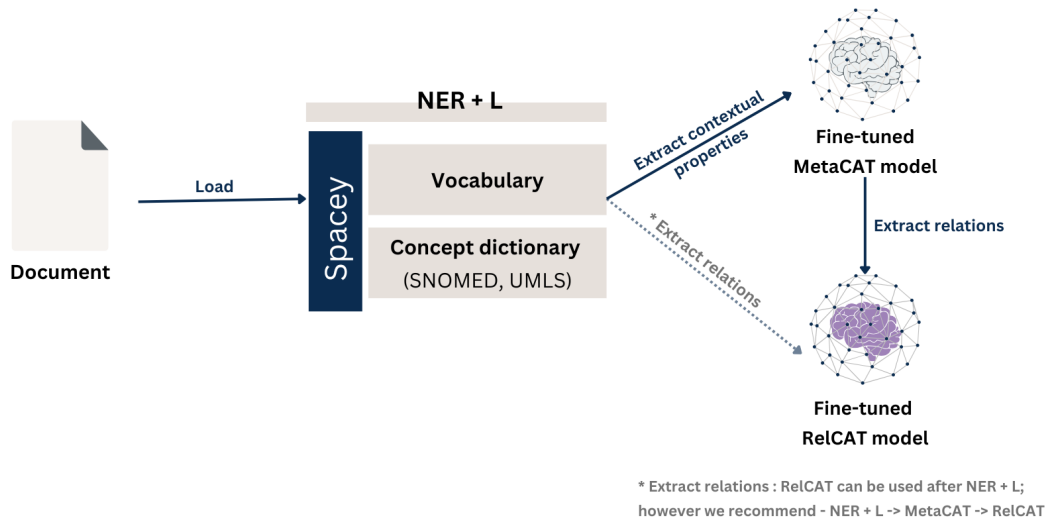 NER + L
Load
Document
Spacey
Vocabulary
Concept dictionary
(SNOMED, UMLS)
Extract contextual
properties
* Extract relations
Fine-tuned
MetaCAT model
Extract relations
Fine-tuned
RelCAT model
* Extract relations : RelCAT can be used after NER + L;
however we recommend - NER + L -> MetaCAT -> RelCAT